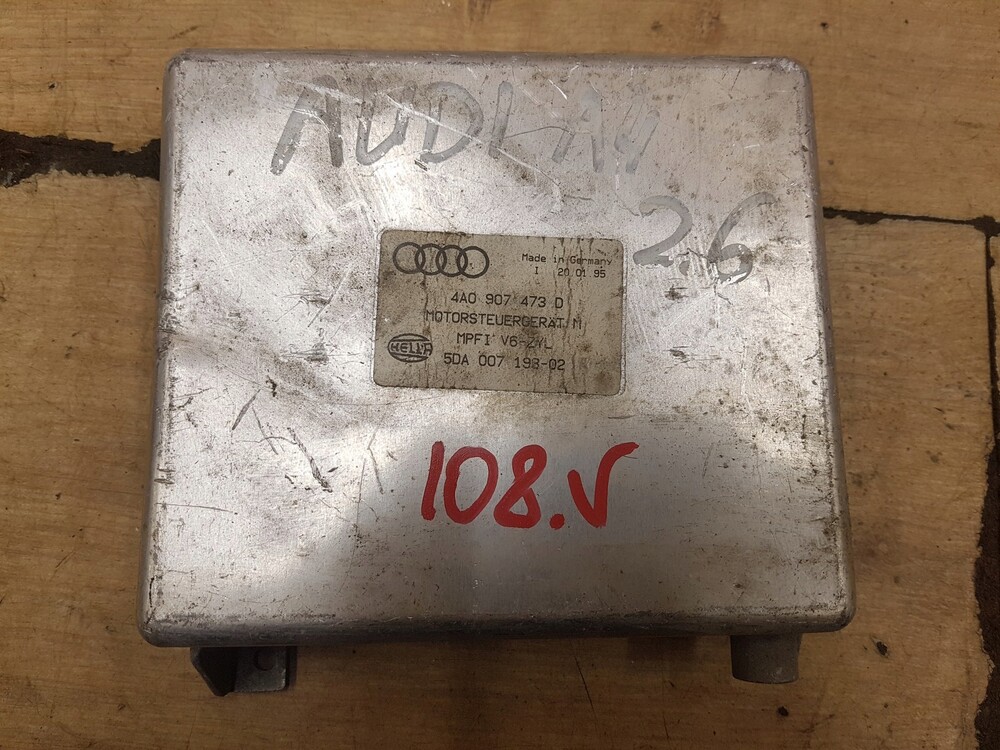 AUDI A4
2.6
Made in Germany
I 20.01 95
4A0 907 473 D
MOTORSTEUERGERÄT M
MPFI V6-ZYL
HELLA
5DA 007 193-02
108.V